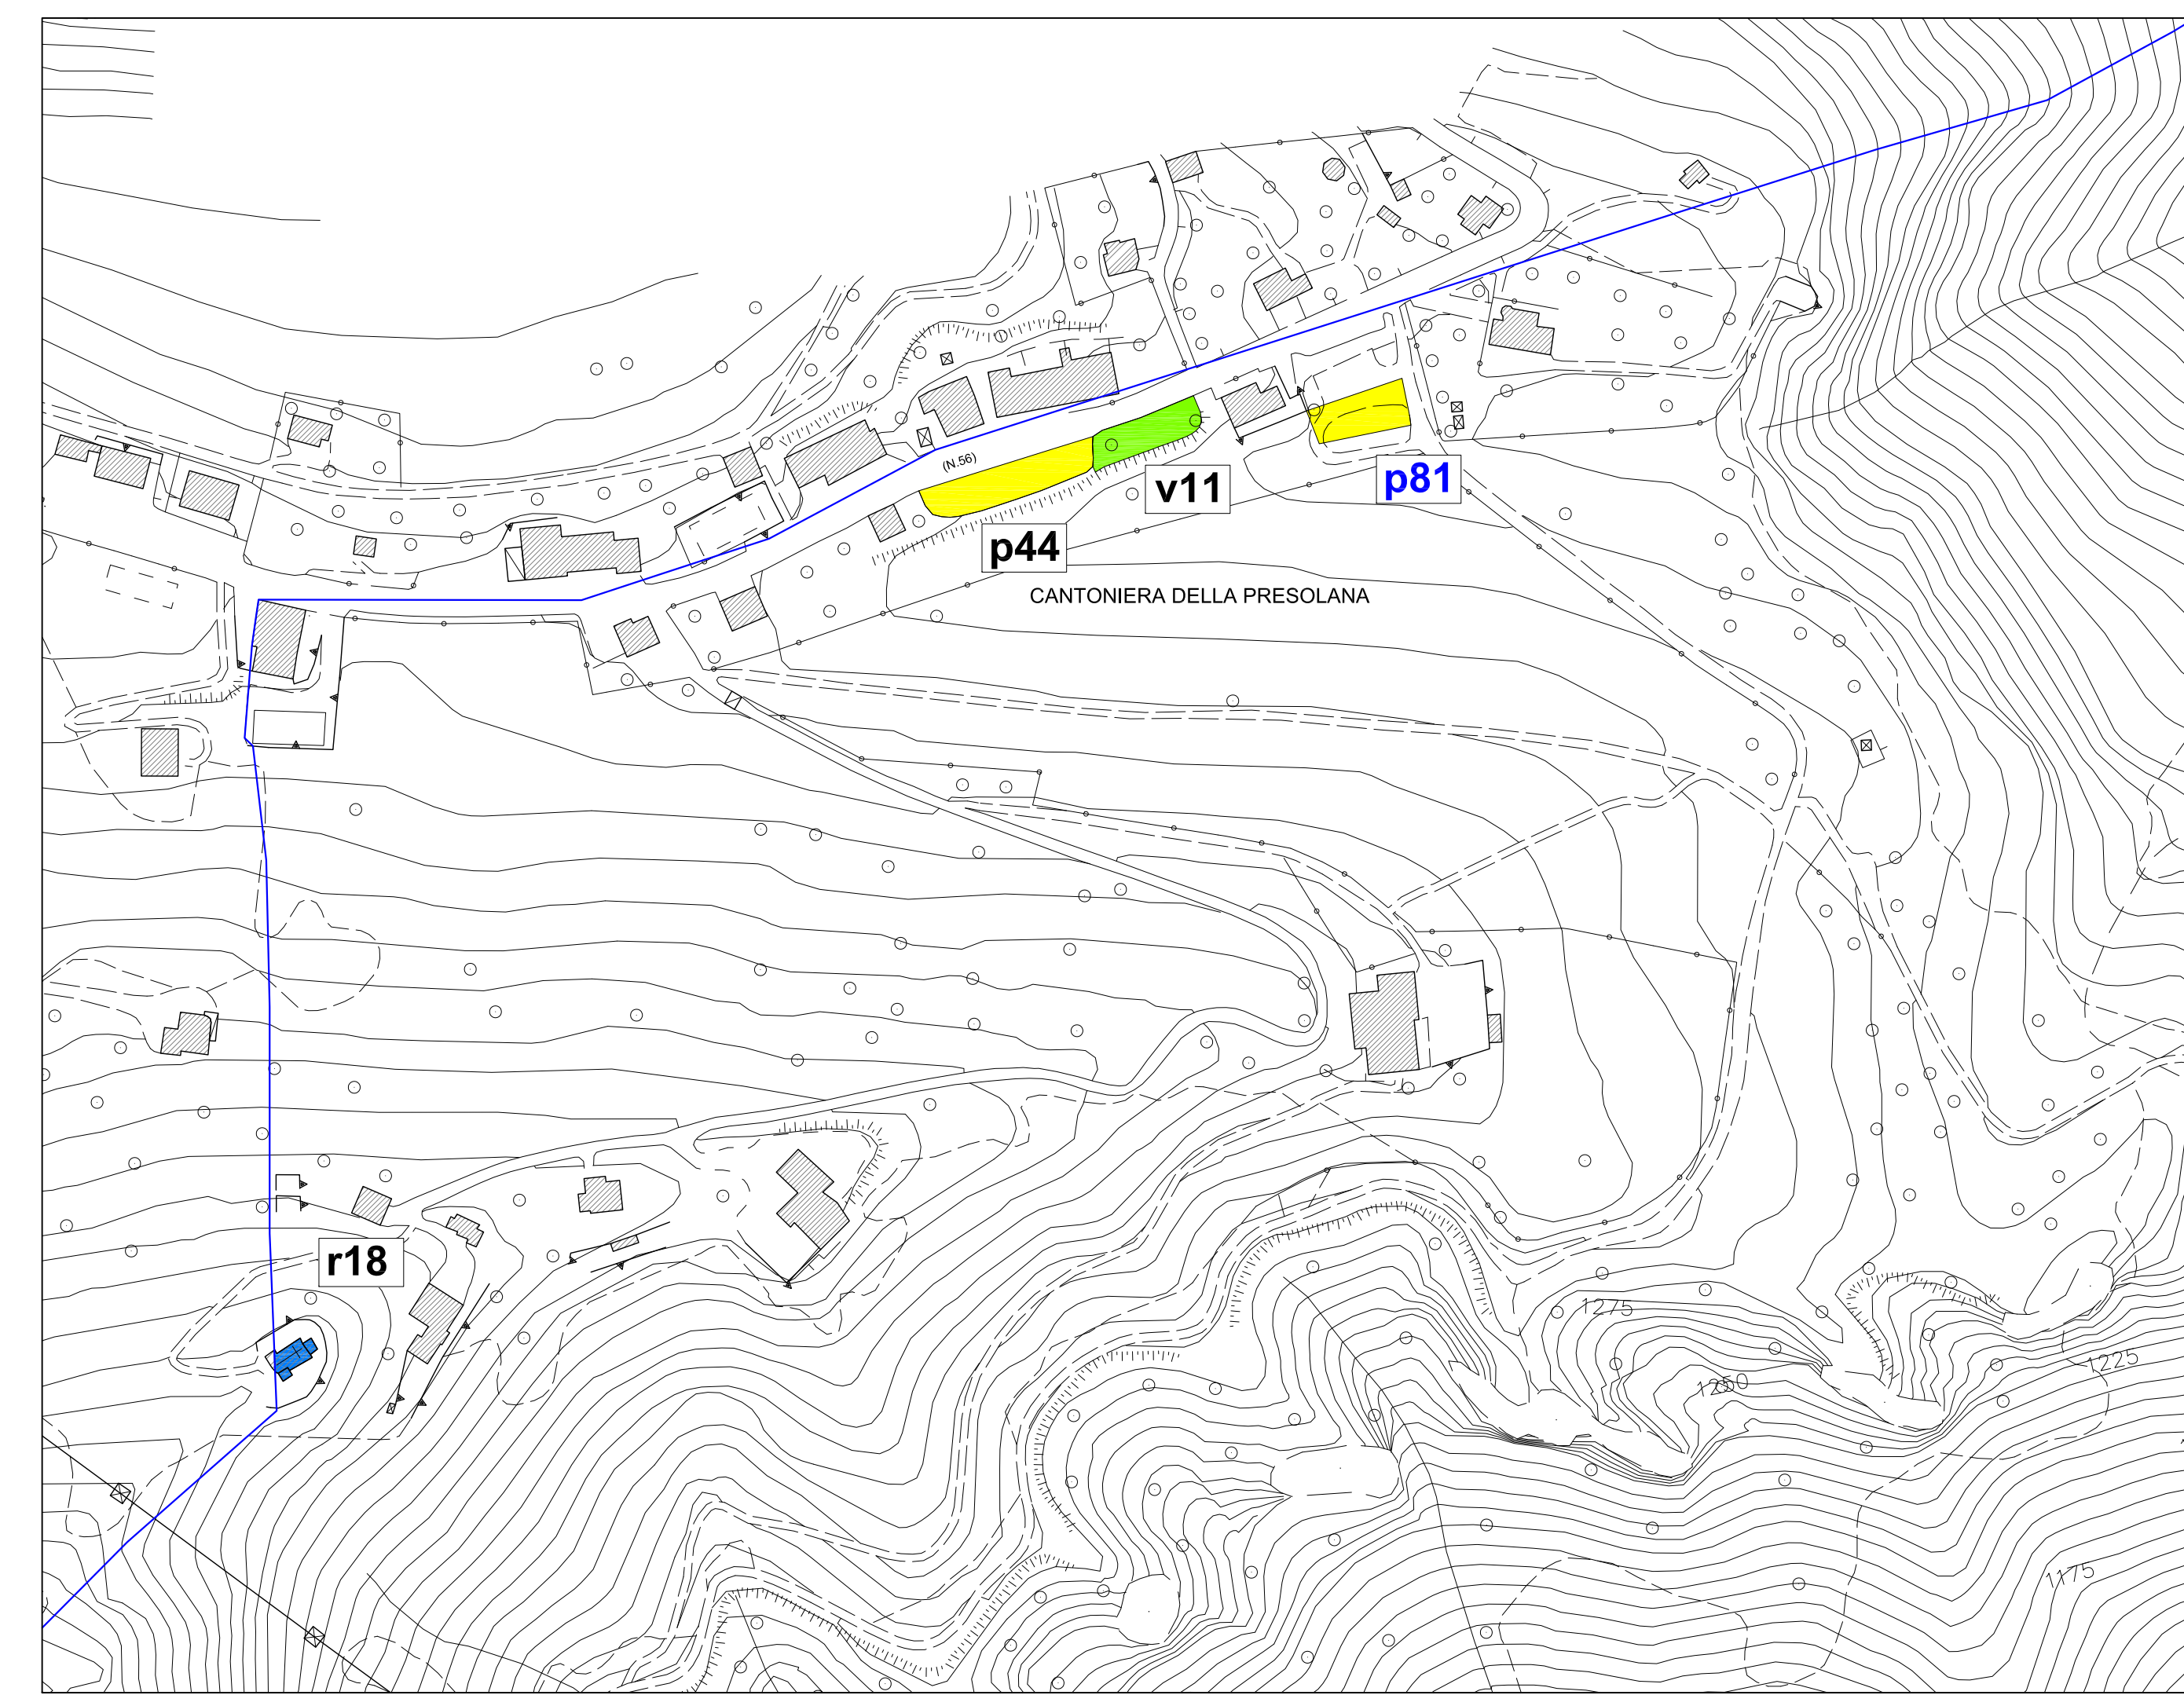 (N.56)
p81
v11
p44
CANTONIERA DELLA PRESOLANA
r18
1275
1225
1250
1175